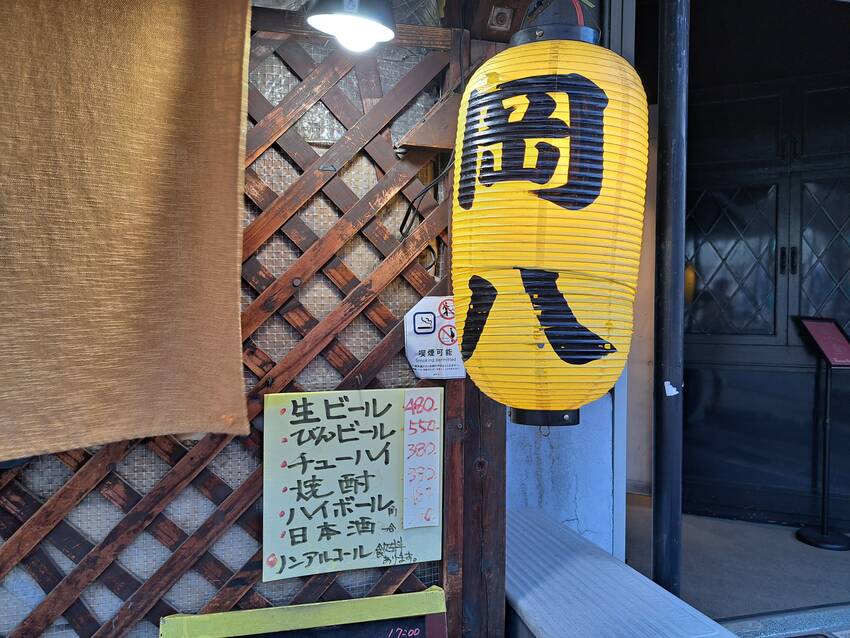 岡八
喫煙可能
Smoking permitted
生ビール 480-
びんビール 550-
チューハイ 380-
焼酎 390-
ハイボール
日本酒
ノンアルコール 飲料あります。
17:00